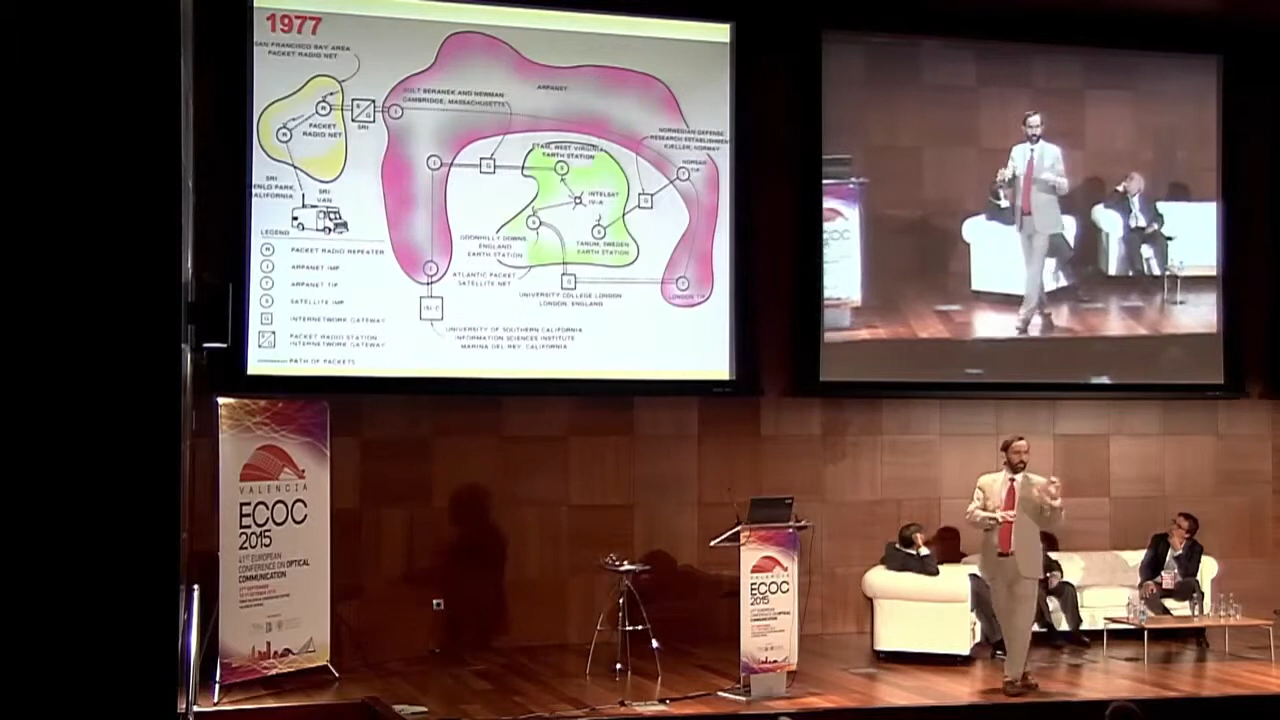 1977
SAN FRANCISCO BAY AREA
PACKET RADIO NET
BOLT BERANEK AND NEWMAN
CAMBRIDGE, MASSACHUSETTS
ARPANET
R
S/G
I
SRI
PACKET
RADIO NET
R
NORWEGIAN DEFENSE
RESEARCH ESTABLISHMENT
KJELLER, NORWAY
ETAM, WEST VIRGINIA
EARTH STATION
I
G
S
NORSAR
TIP
T
INTELSAT
IV-A
G
SRI
MENLO PARK,
CALIFORNIA
SRI
VAN
S
S
GOONHILLY DOWNS,
ENGLAND
EARTH STATION
TANUM, SWEDEN
EARTH STATION
ATLANTIC PACKET
SATELLITE NET
I
G
T
LONDON TIP
UNIVERSITY COLLEGE LONDON
LONDON, ENGLAND
UNIVERSITY OF SOUTHERN CALIFORNIA
INFORMATION SCIENCES INSTITUTE
MARINA DEL REY, CALIFORNIA
LEGEND
R PACKET RADIO REPEATER
I ARPANET IMP
T ARPANET TIP
S SATELLITE IMP
G INTERNETWORK GATEWAY
S/G PACKET RADIO STATION
INTERNETWORK GATEWAY
PATH OF PACKETS
ECOC
VALENCIA
ECOC
2015
41ST EUROPEAN
CONFERENCE ON OPTICAL
COMMUNICATION
VALENCIA
ECOC
2015